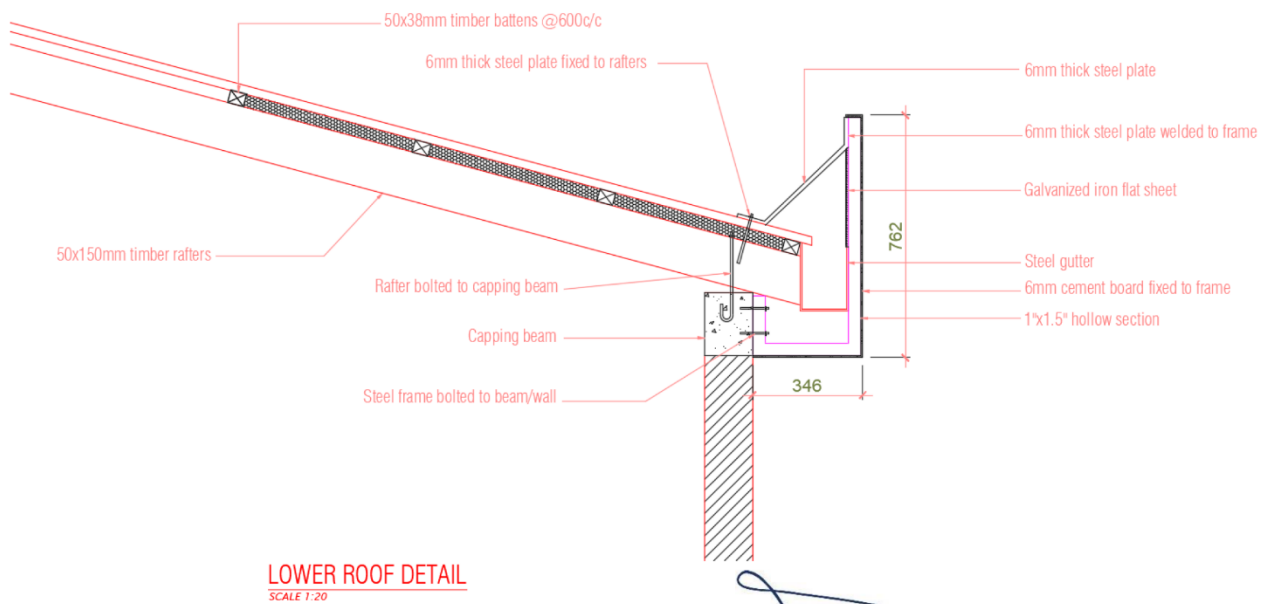 50x38mm timber battens @600c/c
6mm thick steel plate fixed to rafters
6mm thick steel plate
6mm thick steel plate welded to frame
Galvanized iron flat sheet
762
50x150mm timber rafters
Steel gutter
Rafter bolted to capping beam
6mm cement board fixed to frame
1"x1.5" hollow section
Capping beam
346
Steel frame bolted to beam/wall
LOWER ROOF DETAIL
SCALE 1:20